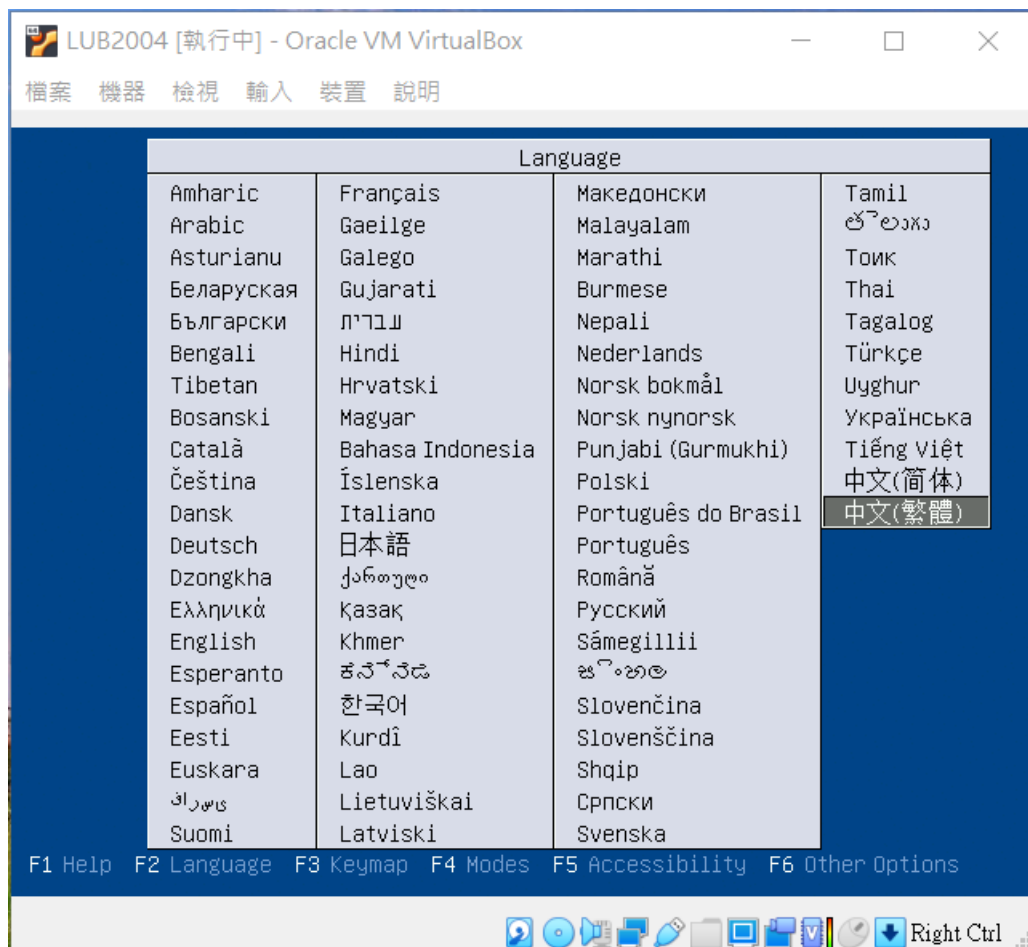 LUB2004 [執行中] - Oracle VM VirtualBox
檔案 機器 檢視 輸入 裝置 說明
Language
Amharic
Arabic
Asturianu
Беларуская
Български
Bengali
Tibetan
Bosanski
Català
Čeština
Dansk
Deutsch
Dzongkha
Ελληνικά
English
Esperanto
Español
Eesti
Euskara
Suomi
Français
Gaeilge
Galego
Gujarati
עברית
Hindi
Hrvatski
Magyar
Bahasa Indonesia
Íslenska
Italiano
日本語
ქართული
Қазақ
Khmer
한국어
Kurdî
Lao
Lietuviškai
Latviski
Македонски
Malayalam
Marathi
Burmese
Nepali
Nederlands
Norsk bokmål
Norsk nynorsk
Punjabi (Gurmukhi)
Polski
Português do Brasil
Português
Română
Русский
Sámegillii
Slovenčina
Slovenščina
Shqip
Српски
Svenska
Tamil
Тоик
Thai
Tagalog
Türkçe
Uyghur
Українська
Tiếng Việt
中文(简体)
中文(繁體)
F1 Help F2 Language F3 Keymap F4 Modes F5 Accessibility F6 Other Options
Right Ctrl